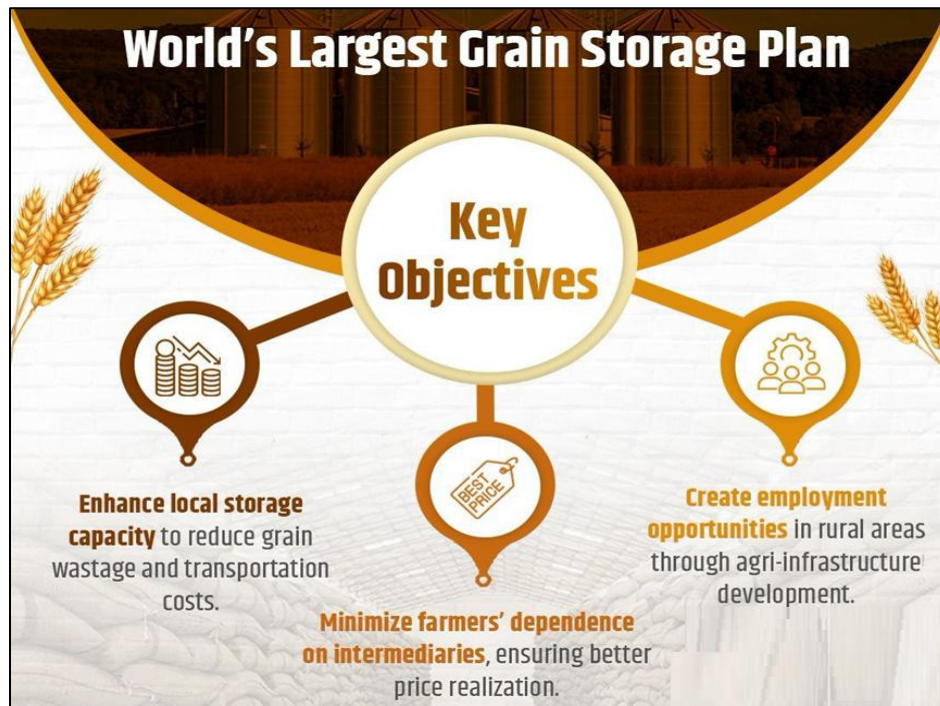 World's Largest Grain Storage Plan
Key
Objectives
Enhance local storage
capacity to reduce grain
wastage and transportation
costs.
BEST
PRICE
Minimize farmers' dependence
on intermediaries, ensuring better
price realization.
Create employment
opportunities in rural areas
through agri-infrastructure
development.